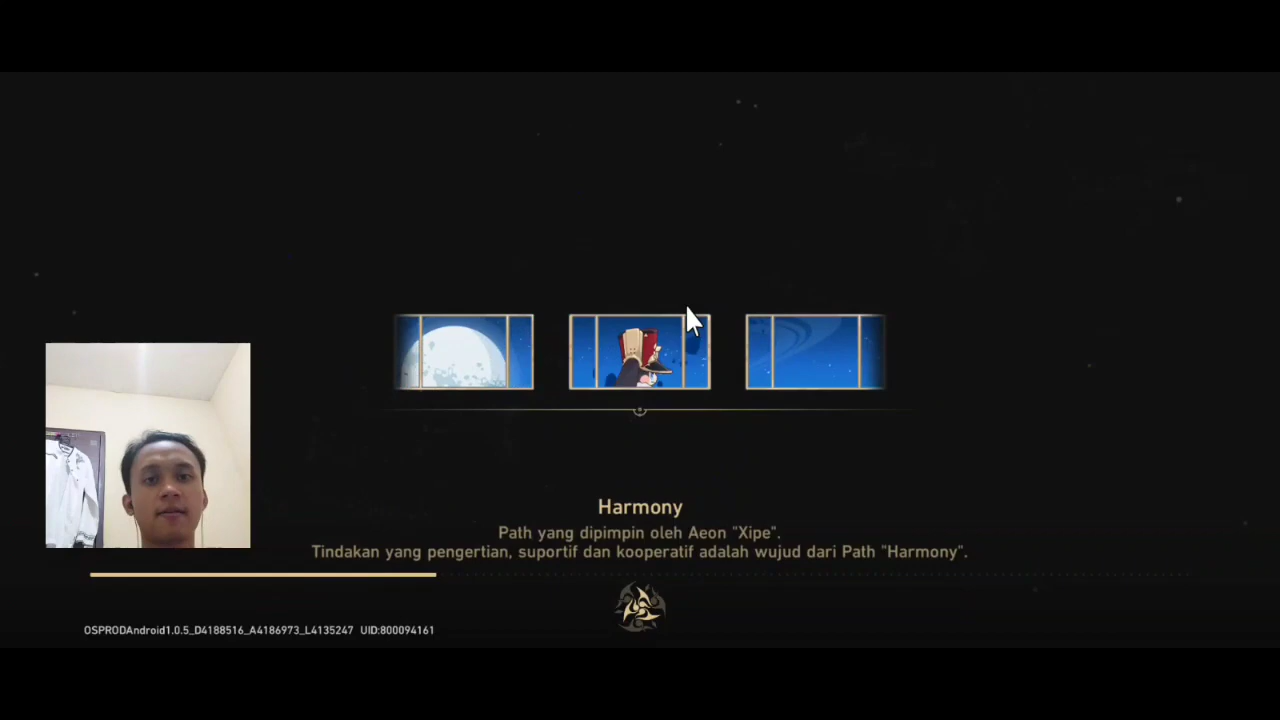 Harmony
Path yang dipimpin oleh Aeon "Xipe".
Tindakan yang pengertian, suportif dan kooperatif adalah wujud dari Path "Harmony".
OSPRODAndroid1.0.5_D4188516_A4186973_L4135247 UID:800094161